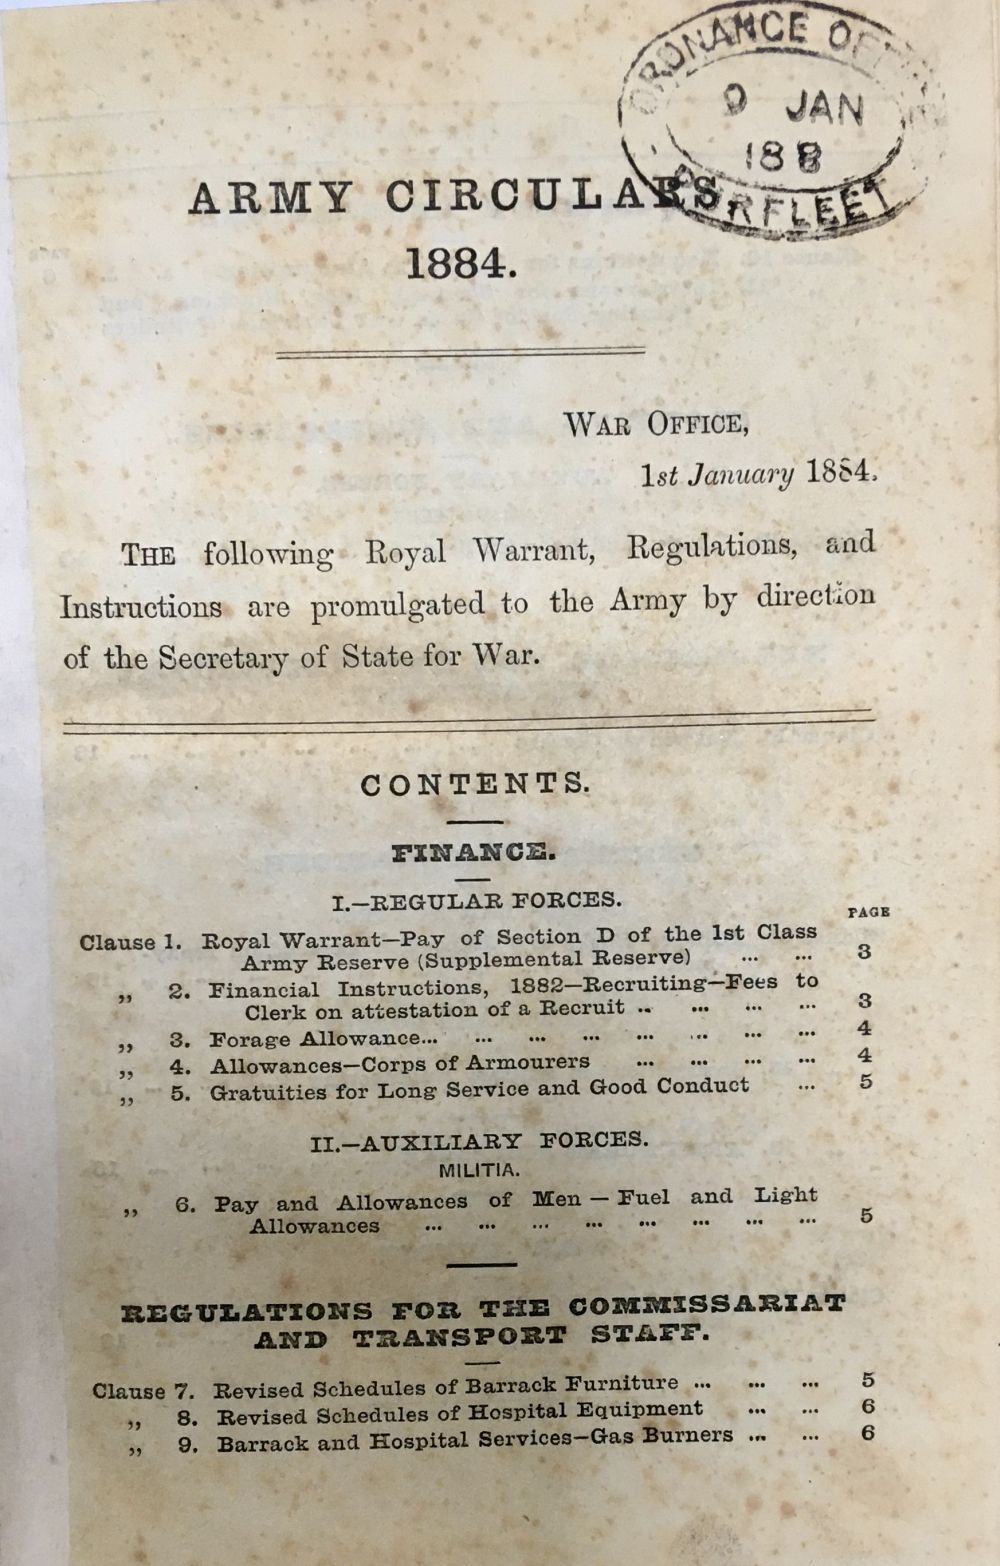 ORDNANCE OFFICE
9 JAN
188
PURFLEET
ARMY CIRCULARS,
1884.
WAR OFFICE,
1st January 1884.
THE following Royal Warrant, Regulations, and
Instructions are promulgated to the Army by direction
of the Secretary of State for War.
CONTENTS.
FINANCE.
I.—REGULAR FORCES.
PAGE
Clause 1. Royal Warrant—Pay of Section D of the 1st Class
Army Reserve (Supplemental Reserve) ... ... 3
„ 2. Financial Instructions, 1882—Recruiting—Fees to
Clerk on attestation of a Recruit .. ... ... ... 3
„ 3. Forage Allowance... ... ... ... ... ... ... ... 4
„ 4. Allowances—Corps of Armourers ... ... ... ... 4
„ 5. Gratuities for Long Service and Good Conduct ... 5
II.—AUXILIARY FORCES.
MILITIA.
„ 6. Pay and Allowances of Men — Fuel and Light
Allowances ... ... ... ... ... ... ... ... 5
REGULATIONS FOR THE COMMISSARIAT
AND TRANSPORT STAFF.
Clause 7. Revised Schedules of Barrack Furniture ... ... ... 5
„ 8. Revised Schedules of Hospital Equipment ... ... 6
„ 9. Barrack and Hospital Services—Gas Burners ... ... 6